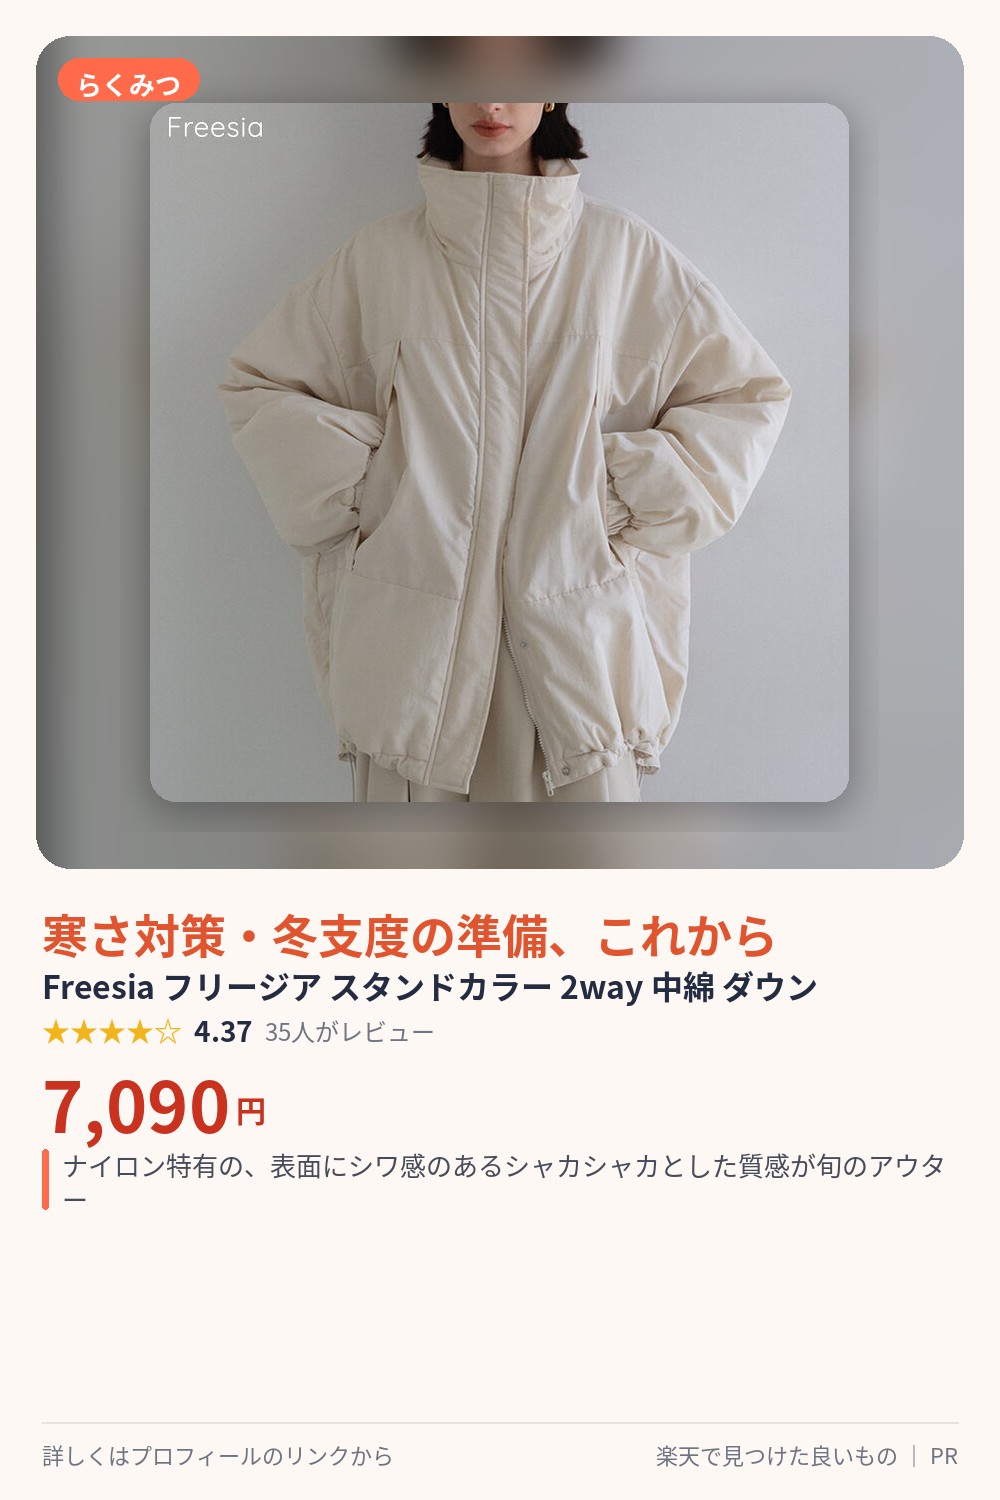 らくみつ
Freesia
寒さ対策・冬支度の準備、これから
Freesia フリージア スタンドカラー 2way 中綿 ダウン
★★★★☆ 4.37 35人がレビュー
7,090円
ナイロン特有の、表面にシワ感のあるシャカシャカとした質感が旬のアウタ
ー
詳しくはプロフィールのリンクから
楽天で見つけた良いもの｜PR